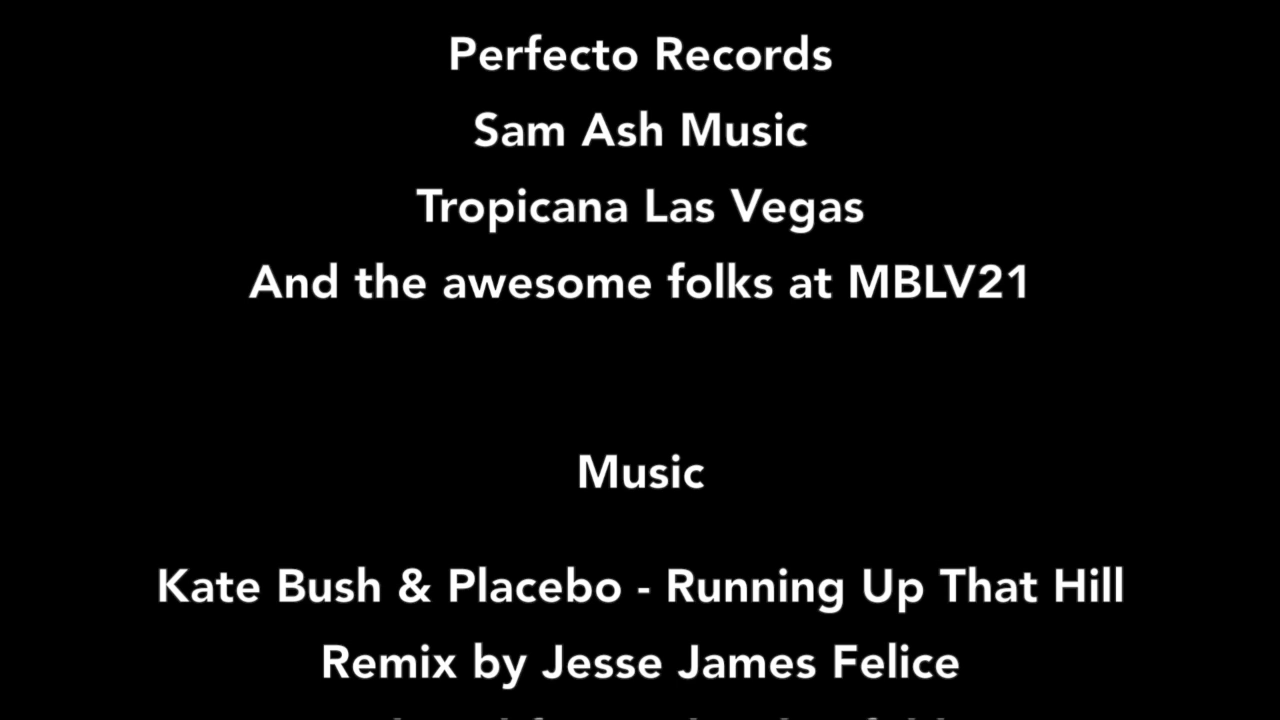 Perfecto Records
Sam Ash Music
Tropicana Las Vegas
And the awesome folks at MBLV21
Music
Kate Bush & Placebo - Running Up That Hill
Remix by Jesse James Felice